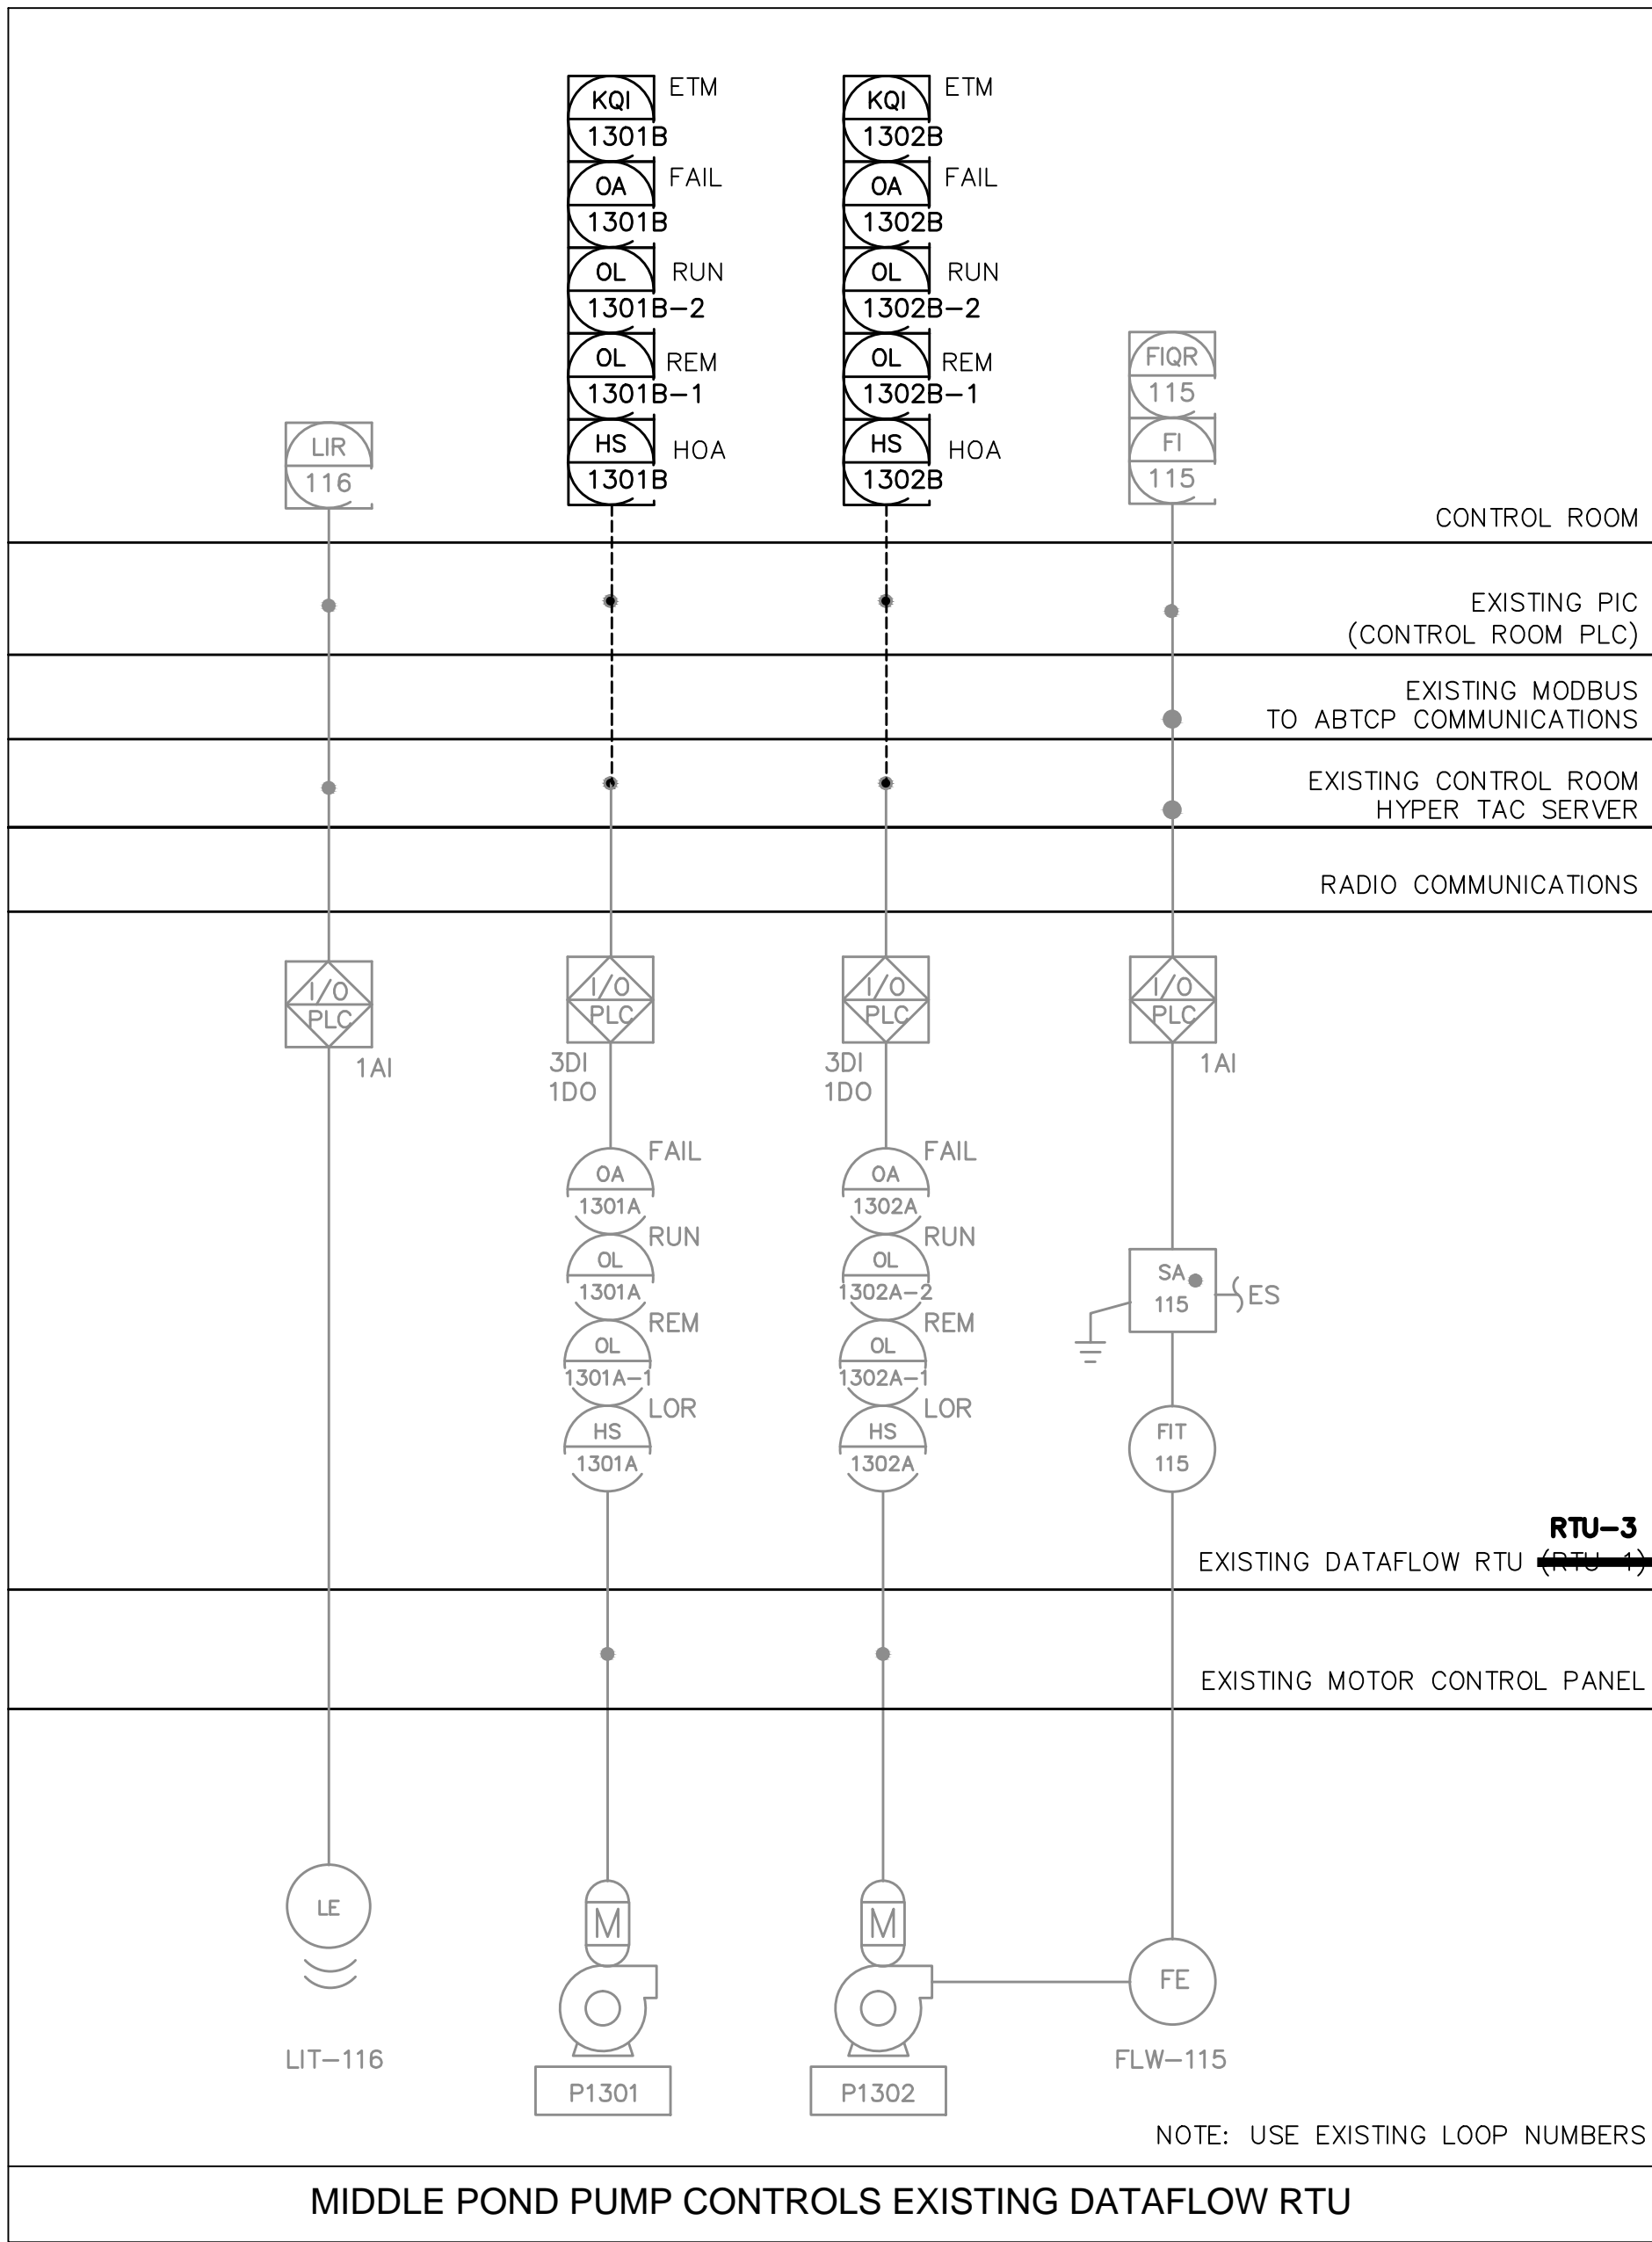 KQI
1301B
ETM
OA
1301B
FAIL
OL
1301B-2
RUN
OL
1301B-1
REM
HS
1301B
HOA
KQI
1302B
ETM
OA
1302B
FAIL
OL
1302B-2
RUN
OL
1302B-1
REM
HS
1302B
HOA
LIR
116
FIQR
115
FI
115
CONTROL ROOM
EXISTING PIC
(CONTROL ROOM PLC)
EXISTING MODBUS
TO ABTCP COMMUNICATIONS
EXISTING CONTROL ROOM
HYPER TAC SERVER
RADIO COMMUNICATIONS
I/O
PLC
1AI
I/O
PLC
3DI
1DO
I/O
PLC
3DI
1DO
I/O
PLC
1AI
OA
1301A
FAIL
OL
1301A
RUN
OL
1301A-1
REM
HS
1301A
LOR
OA
1302A
FAIL
OL
1302A-2
RUN
OL
1302A-1
REM
HS
1302A
LOR
SA
115
ES
FIT
115
RTU-3
EXISTING DATAFLOW RTU (RTU-1)
EXISTING MOTOR CONTROL PANEL
LE
LIT-116
M
P1301
M
P1302
FE
FLW-115
NOTE: USE EXISTING LOOP NUMBERS
MIDDLE POND PUMP CONTROLS EXISTING DATAFLOW RTU